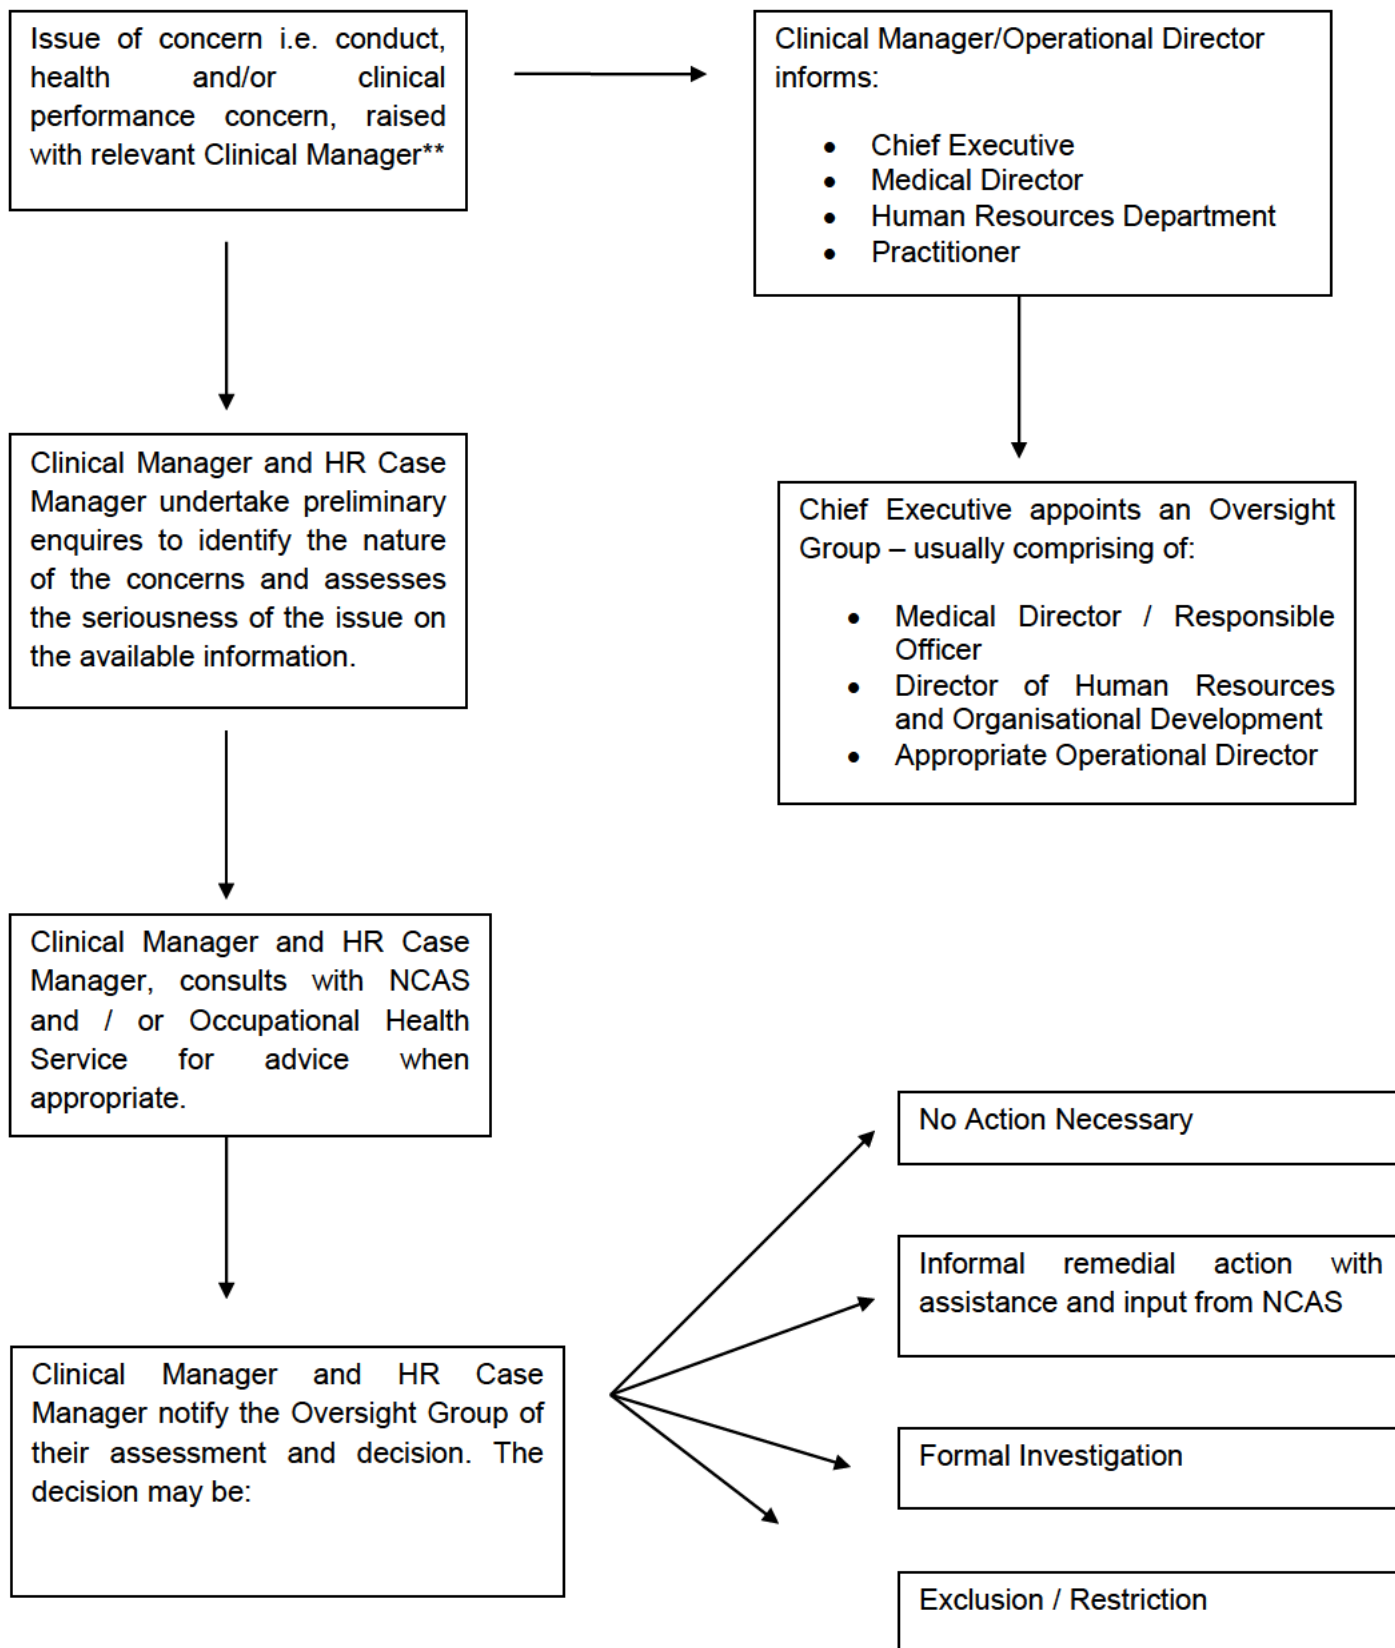 Issue of concern i.e. conduct,
health and/or clinical
performance concern, raised
with relevant Clinical Manager**
Clinical Manager/Operational Director
informs:
• Chief Executive
• Medical Director
• Human Resources Department
• Practitioner
Clinical Manager and HR Case
Manager undertake preliminary
enquires to identify the nature
of the concerns and assesses
the seriousness of the issue on
the available information.
Chief Executive appoints an Oversight
Group – usually comprising of:
• Medical Director / Responsible
Officer
• Director of Human Resources
and Organisational Development
• Appropriate Operational Director
Clinical Manager and HR Case
Manager, consults with NCAS
and / or Occupational Health
Service for advice when
appropriate.
Clinical Manager and HR Case
Manager notify the Oversight Group of
their assessment and decision. The
decision may be:
No Action Necessary
Informal remedial action with
assistance and input from NCAS
Formal Investigation
Exclusion / Restriction